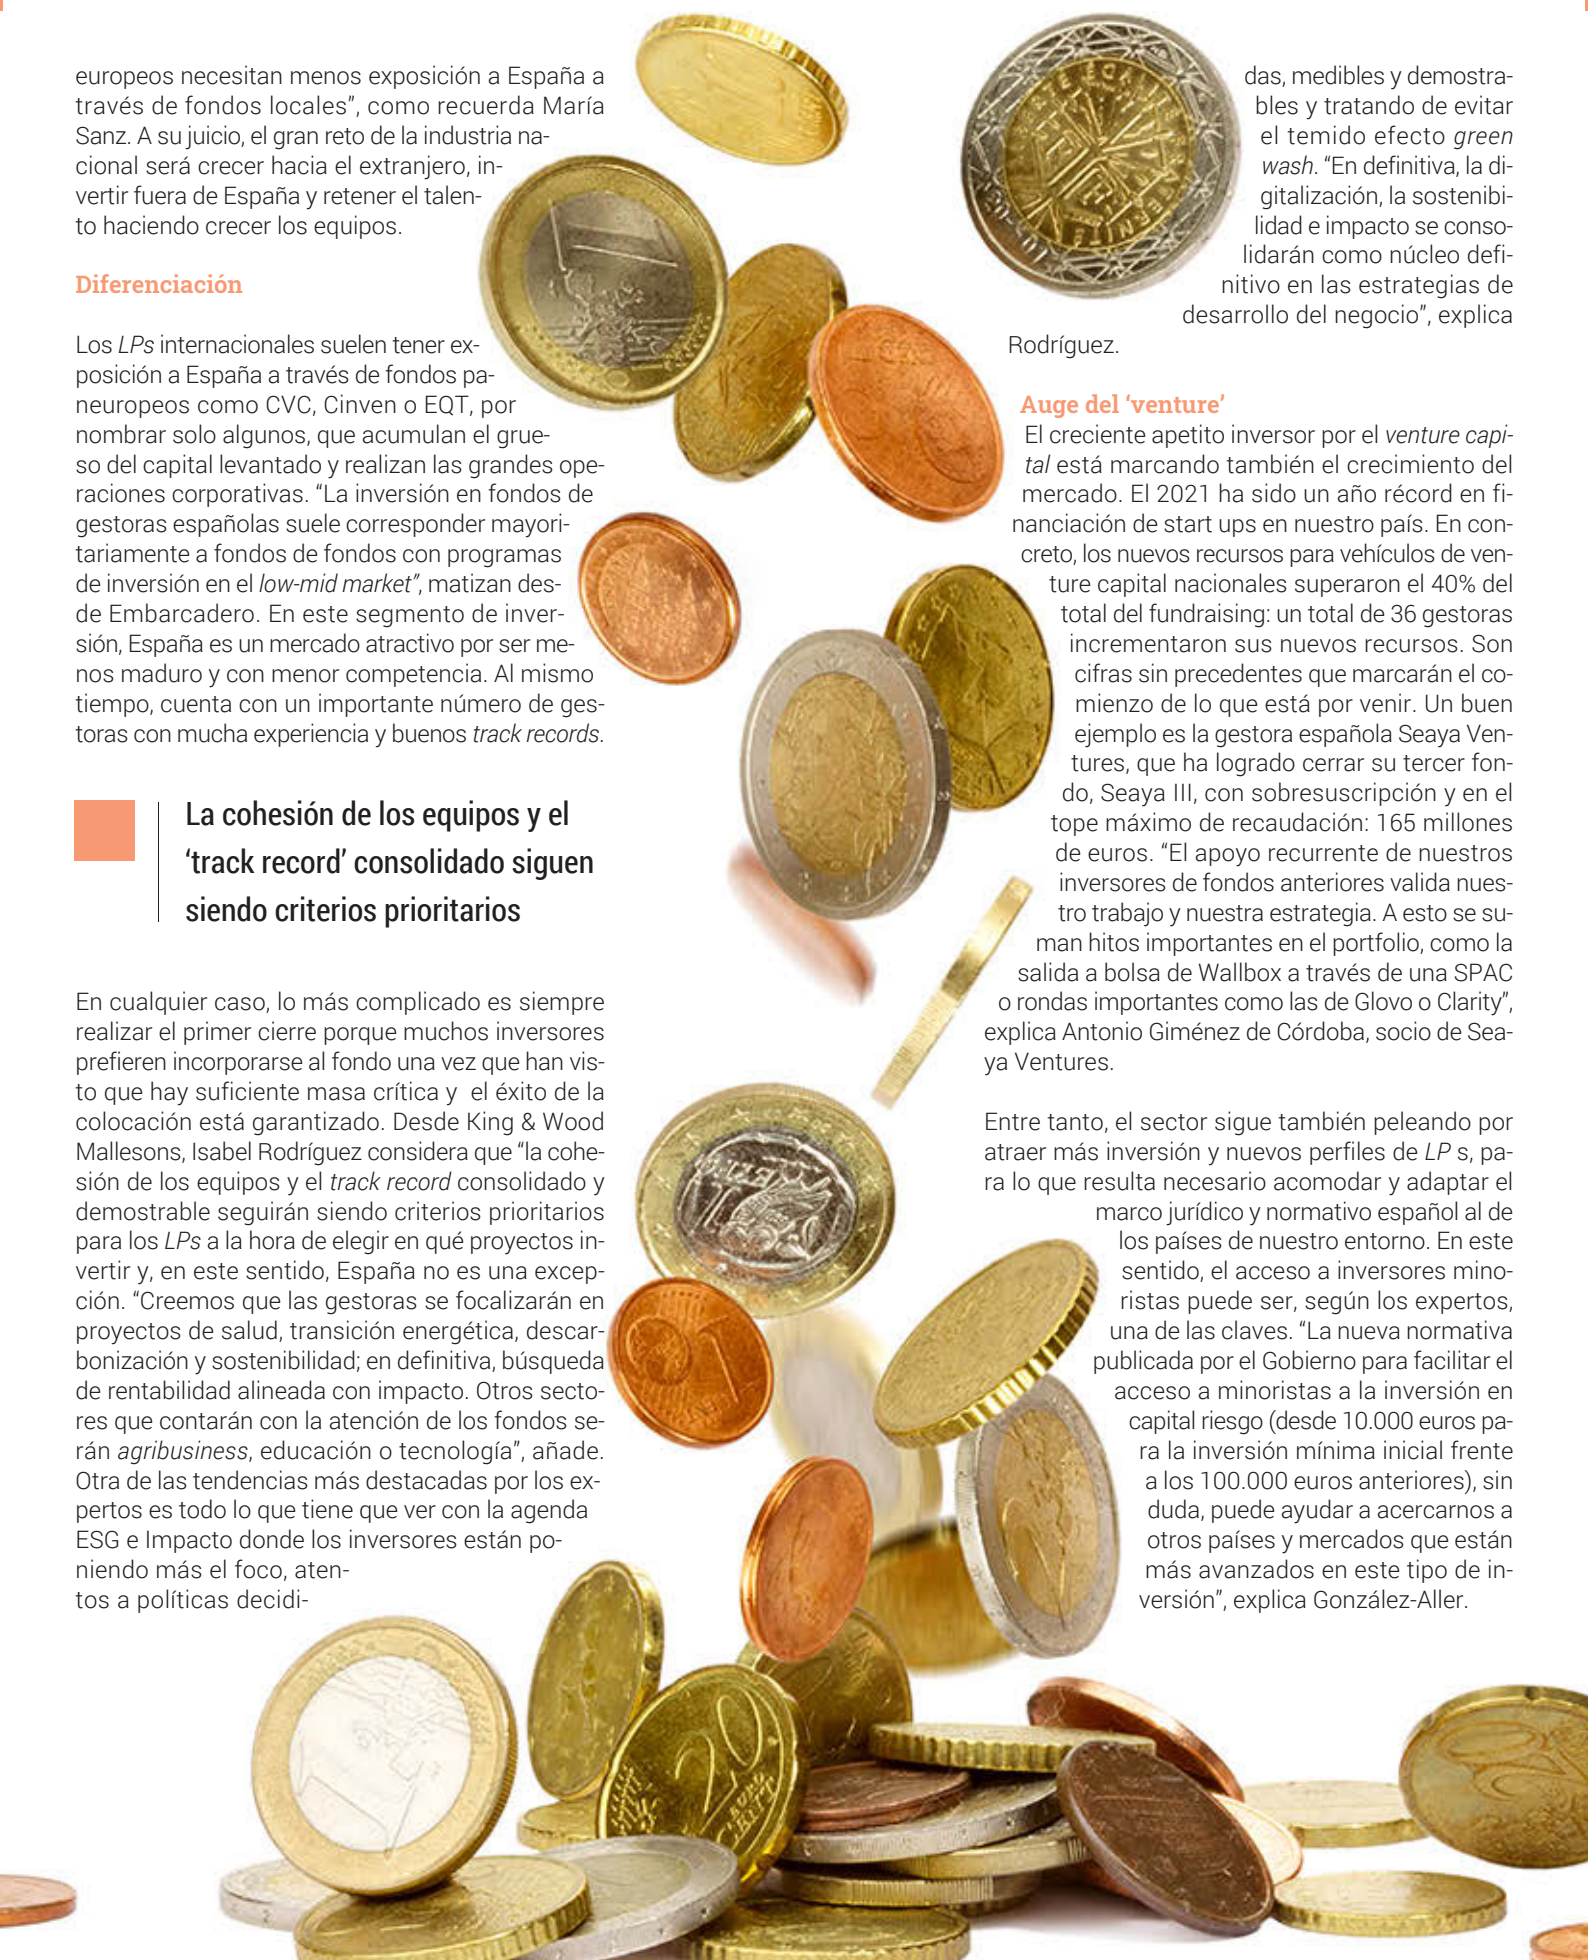 europeos necesitan menos exposición a España a
través de fondos locales”, como recuerda María
Sanz. A su juicio, el gran reto de la industria na-
cional será crecer hacia el extranjero, in-
vertir fuera de España y retener el talen-
to haciendo crecer los equipos.
Diferenciación
Los LPs internacionales suelen tener ex-
posición a España a través de fondos pa-
neuropeos como CVC, Cinven o EQT, por
nombrar solo algunos, que acumulan el grue-
so del capital levantado y realizan las grandes ope-
raciones corporativas. “La inversión en fondos de
gestoras españolas suele corresponder mayori-
tariamente a fondos de fondos con programas
de inversión en el low-mid market”, matizan des-
de Embarcadero. En este segmento de inver-
sión, España es un mercado atractivo por ser me-
nos maduro y con menor competencia. Al mismo
tiempo, cuenta con un importante número de ges-
toras con mucha experiencia y buenos track records.
La cohesión de los equipos y el
‘track record’ consolidado siguen
siendo criterios prioritarios
En cualquier caso, lo más complicado es siempre
realizar el primer cierre porque muchos inversores
prefieren incorporarse al fondo una vez que han vis-
to que hay suficiente masa crítica y el éxito de la
colocación está garantizado. Desde King & Wood
Mallesons, Isabel Rodríguez considera que “la cohe-
sión de los equipos y el track record consolidado y
demostrable seguirán siendo criterios prioritarios
para los LPs a la hora de elegir en qué proyectos in-
vertir y, en este sentido, España no es una excep-
ción. “Creemos que las gestoras se focalizarán en
proyectos de salud, transición energética, descar-
bonización y sostenibilidad; en definitiva, búsqueda
de rentabilidad alineada con impacto. Otros secto-
res que contarán con la atención de los fondos se-
rán agribusiness, educación o tecnología”, añade.
Otra de las tendencias más destacadas por los ex-
pertos es todo lo que tiene que ver con la agenda
ESG e Impacto donde los inversores están po-
niendo más el foco, aten-
tos a políticas decidi-
das, medibles y demostra-
bles y tratando de evitar
el temido efecto green
wash. “En definitiva, la di-
gitalización, la sostenibi-
lidad e impacto se conso-
lidarán como núcleo defi-
nitivo en las estrategias de
desarrollo del negocio”, explica
Rodríguez.
Auge del ‘venture’
El creciente apetito inversor por el venture capi-
tal está marcando también el crecimiento del
mercado. El 2021 ha sido un año récord en fi-
nanciación de start ups en nuestro país. En con-
creto, los nuevos recursos para vehículos de ven-
ture capital nacionales superaron el 40% del
total del fundraising: un total de 36 gestoras
incrementaron sus nuevos recursos. Son
cifras sin precedentes que marcarán el co-
mienzo de lo que está por venir. Un buen
ejemplo es la gestora española Seaya Ven-
tures, que ha logrado cerrar su tercer fon-
do, Seaya III, con sobresuscripción y en el
tope máximo de recaudación: 165 millones
de euros. “El apoyo recurrente de nuestros
inversores de fondos anteriores valida nues-
tro trabajo y nuestra estrategia. A esto se su-
man hitos importantes en el portfolio, como la
salida a bolsa de Wallbox a través de una SPAC
o rondas importantes como las de Glovo o Clarity”,
explica Antonio Giménez de Córdoba, socio de Sea-
ya Ventures.
Entre tanto, el sector sigue también peleando por
atraer más inversión y nuevos perfiles de LP s, pa-
ra lo que resulta necesario acomodar y adaptar el
marco jurídico y normativo español al de
los países de nuestro entorno. En este
sentido, el acceso a inversores mino-
ristas puede ser, según los expertos,
una de las claves. “La nueva normativa
publicada por el Gobierno para facilitar el
acceso a minoristas a la inversión en
capital riesgo (desde 10.000 euros pa-
ra la inversión mínima inicial frente
a los 100.000 euros anteriores), sin
duda, puede ayudar a acercarnos a
otros países y mercados que están
más avanzados en este tipo de in-
versión”, explica González-Aller.